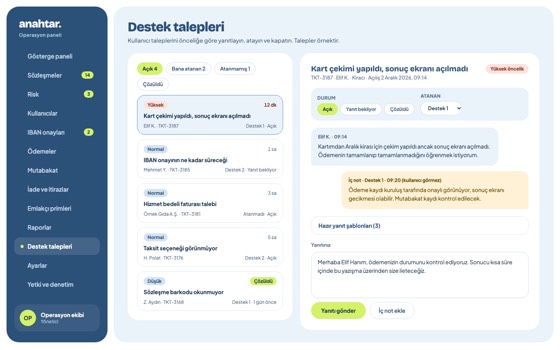 anahtar.
Operasyon paneli
Gösterge paneli
Sözleşmeler 14
Risk 3
Kullanıcılar
IBAN onayları 2
Ödemeler
Mutabakat
İade ve itirazlar
Emlakçı primleri
Raporlar
Destek talepleri
Ayarlar
Yetki ve denetim
OP
Operasyon ekibi
Yönetici
Destek talepleri
Kullanıcı taleplerini önceliğe göre yanıtlayın, atayın ve kapatın. Talepler örnektir.
Açık 4 Bana atanan 2 Atanmamış 1
Çözüldü
Yüksek 12 dk
Kart çekimi yapıldı, sonuç ekranı açılmadı
Elif K. · TKT-3187 Destek 1 · Açık
Normal 1 sa
IBAN onayının ne kadar süreceği
Mehmet Y. · TKT-3185 Destek 2 · Yanıt bekliyor
Normal 3 sa
Hizmet bedeli faturası talebi
Örnek Gıda A.Ş. · TKT-3181 Atanmadı · Açık
Normal 5 sa
Taksit seçeneği görünmüyor
H. Polat · TKT-3176 Destek 2 · Açık
Düşük Çözüldü
Sözleşme barkodu okunmuyor
Z. Aydın · TKT-3168 Destek 1 · 1 gün önce
Kart çekimi yapıldı, sonuç ekranı açılmadı
Yüksek öncelik
TKT-3187 · Elif K. · Kiracı · Açılış 2 Aralık 2026, 09:14
DURUM
Açık Yanıt bekliyor Çözüldü
ATANAN
Destek 1
Elif K. · 09:14
Kartımdan Aralık kirası için çekim yapıldı ancak sonuç ekranı açılmadı.
Ödemenin tamamlanıp tamamlanmadığını öğrenmek istiyorum.
İç not · Destek 1 · 09:20 (kullanıcı görmez)
Ödeme kaydı kuruluş tarafında onaylı görünüyor, sonuç ekranı
gecikmesi olabilir. Mutabakat kaydı kontrol edilecek.
Hazır yanıt şablonları (3)
Yanıtınız
Merhaba Elif Hanım, ödemenizin durumunu kontrol ediyoruz. Sonucu kısa süre
içinde bu yazışma üzerinden size ileteceğiz.
Yanıtı gönder
İç not ekle